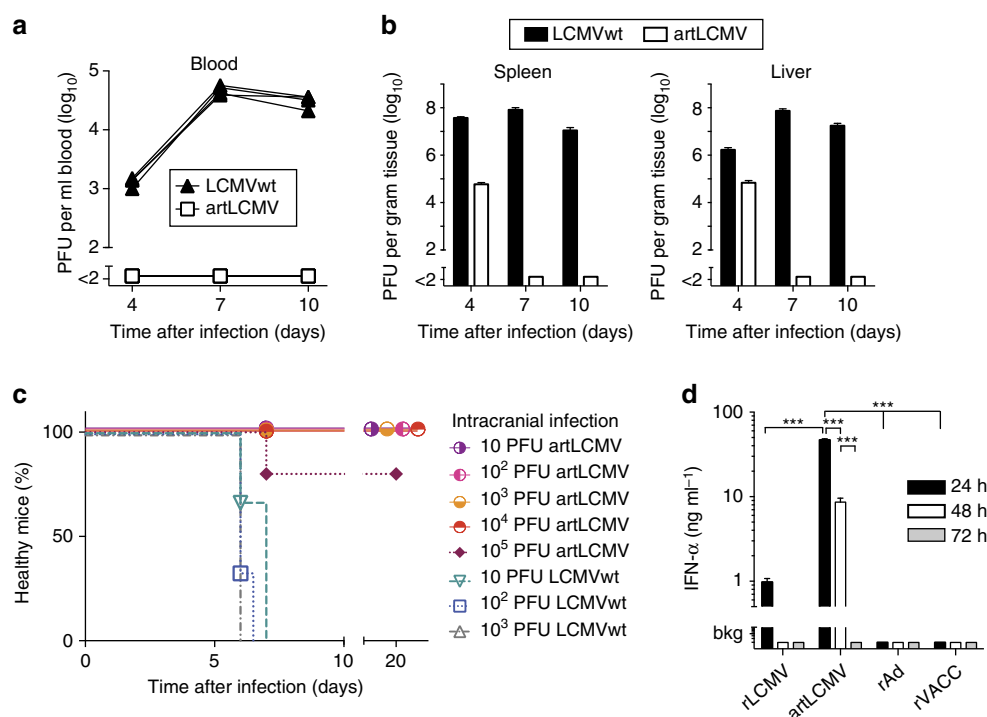 a
Blood
PFU per ml blood (log10)
5
4
3
2
<2
LCMVwt
artLCMV
4 7 10
Time after infection (days)
b
LCMVwt artLCMV
Spleen
PFU per gram tissue (log10)
8
6
4
2
<2
4 7 10
Time after infection (days)
Liver
PFU per gram tissue (log10)
8
6
4
2
<2
4 7 10
Time after infection (days)
c
Healthy mice (%)
100
50
0
0 5 10 20
Time after infection (days)
Intracranial infection
10 PFU artLCMV
10² PFU artLCMV
10³ PFU artLCMV
10⁴ PFU artLCMV
10⁵ PFU artLCMV
10 PFU LCMVwt
10² PFU LCMVwt
10³ PFU LCMVwt
d
IFN-α (ng ml⁻¹)
100
10
1
bkg
***
*** ***
***
24 h
48 h
72 h
rLCMV
artLCMV
rAd
rVACC